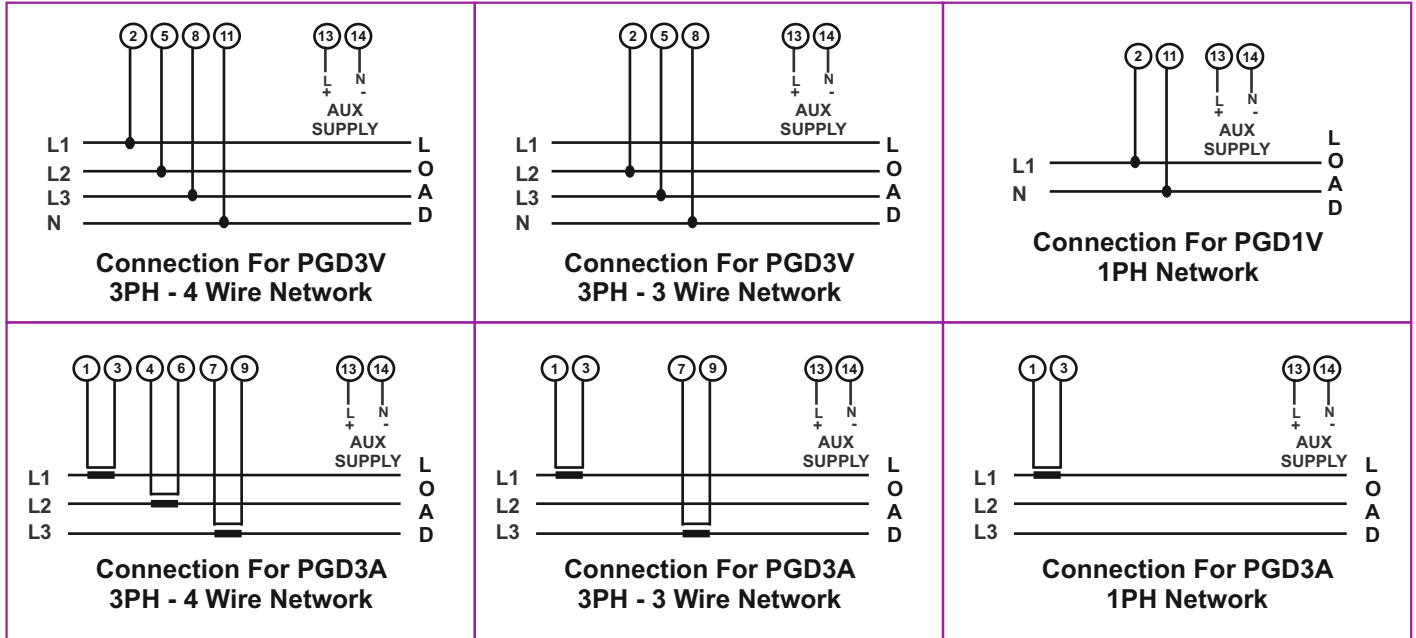 2 5 8 11 13 14
L N
+ -
AUX
SUPPLY
L1
L2
L3
N
L
O
A
D
Connection For PGD3V
3PH - 4 Wire Network
2 5 8 13 14
L N
+ -
AUX
SUPPLY
L1
L2
L3
N
L
O
A
D
Connection For PGD3V
3PH - 3 Wire Network
2 11 13 14
L N
+ -
AUX
SUPPLY
L1
N
L
O
A
D
Connection For PGD1V
1PH Network
1 3 4 6 7 9 13 14
L N
+ -
AUX
SUPPLY
L1
L2
L3
L
O
A
D
Connection For PGD3A
3PH - 4 Wire Network
1 3 7 9 13 14
L N
+ -
AUX
SUPPLY
L1
L2
L3
L
O
A
D
Connection For PGD3A
3PH - 3 Wire Network
1 3 13 14
L N
+ -
AUX
SUPPLY
L1
L2
L3
L
O
A
D
Connection For PGD3A
1PH Network